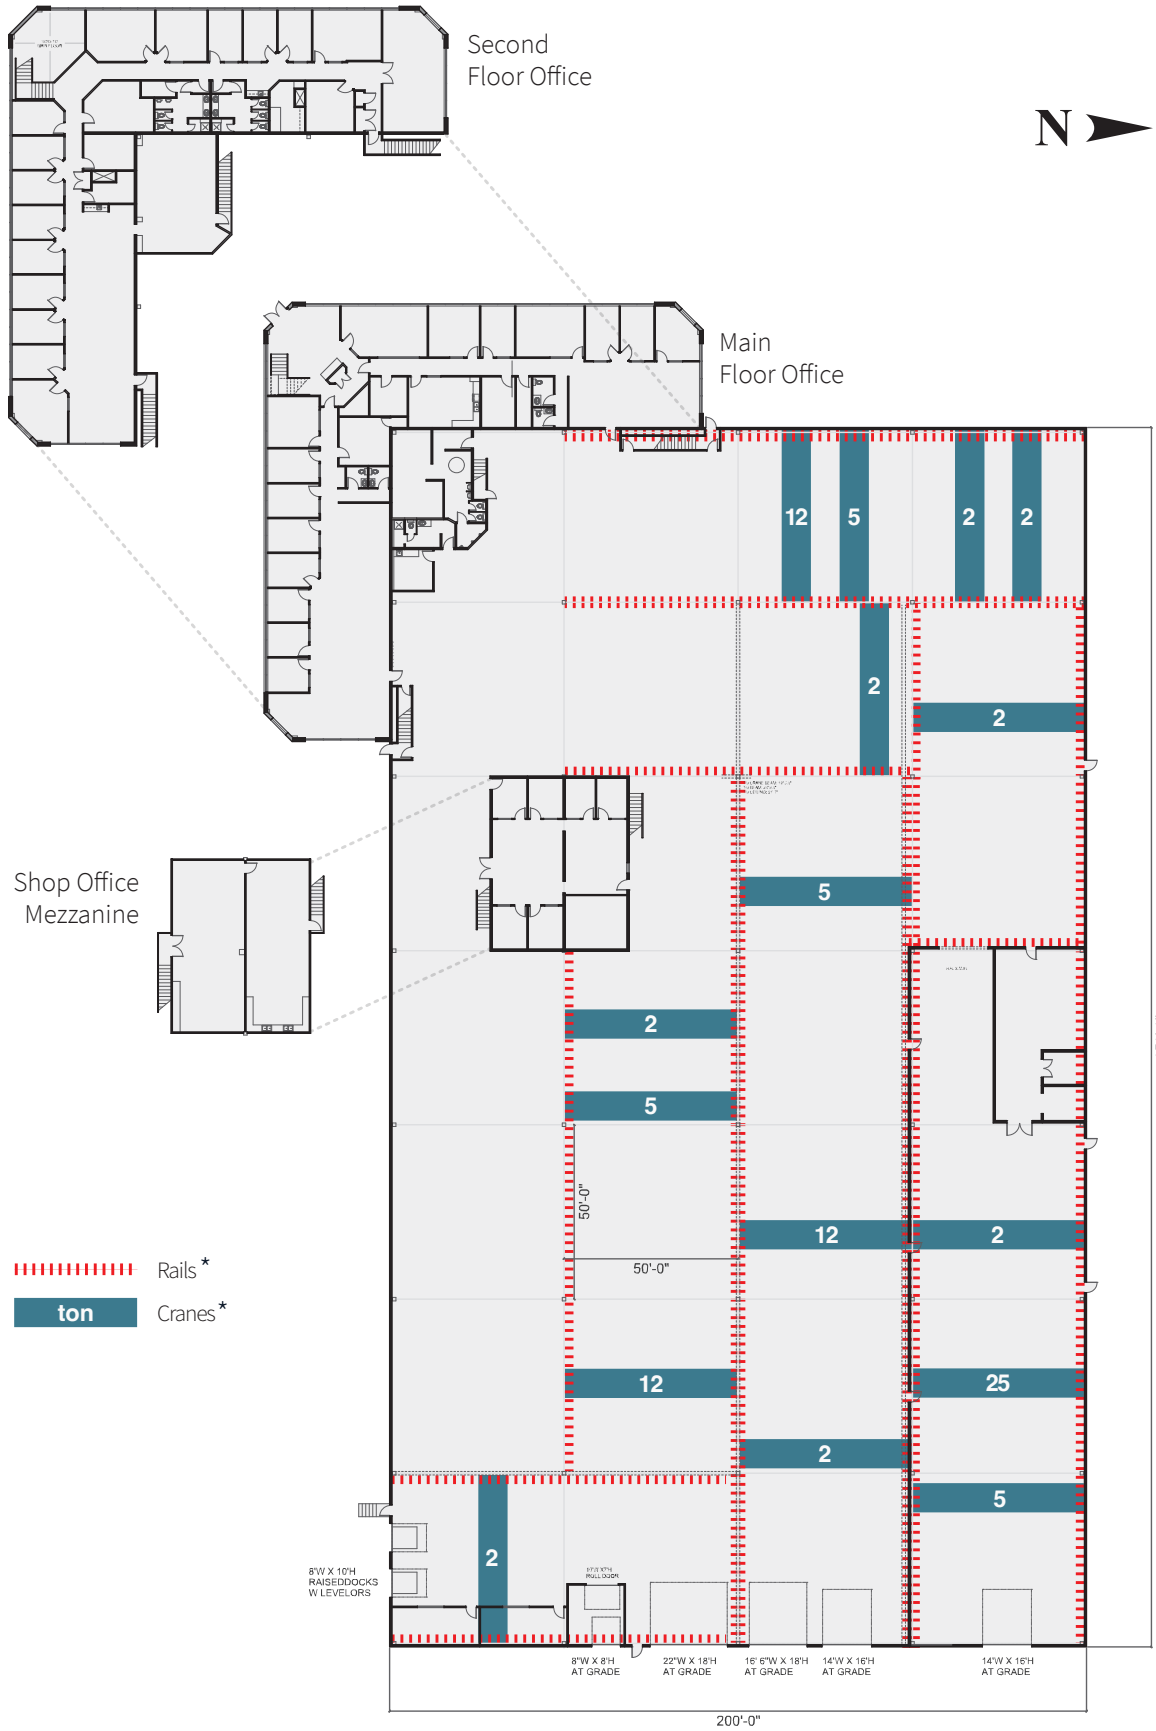 Second
Floor Office
N
Main
Floor Office
12
5
2
2
2
2
5
Shop Office
Mezzanine
2
5
50'-0"
12
2
50'-0"
Rails*
ton
Cranes*
12
25
2
5
2
8'W X 10'H
RAISEDDOCKS
W LEVELORS
ROLL DOOR
8"W X 8'H
AT GRADE
22"W X 18'H
AT GRADE
16' 6"W X 18'H
AT GRADE
14'W X 16'H
AT GRADE
14'W X 16'H
AT GRADE
200'-0"